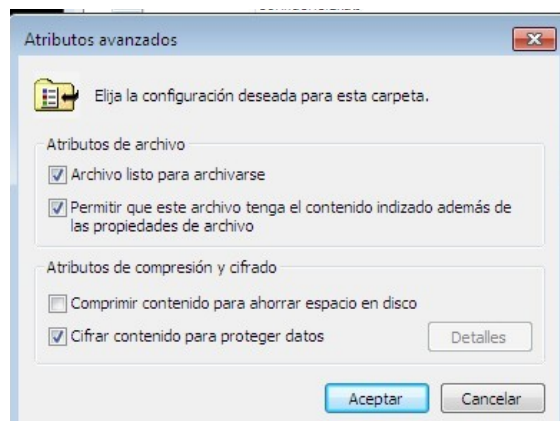 Atributos avanzados
Elija la configuración deseada para esta carpeta.
Atributos de archivo
Archivo listo para archivarse
Permitir que este archivo tenga el contenido indizado además de
las propiedades de archivo
Atributos de compresión y cifrado
Comprimir contenido para ahorrar espacio en disco
Cifrar contenido para proteger datos
Detalles
Aceptar
Cancelar